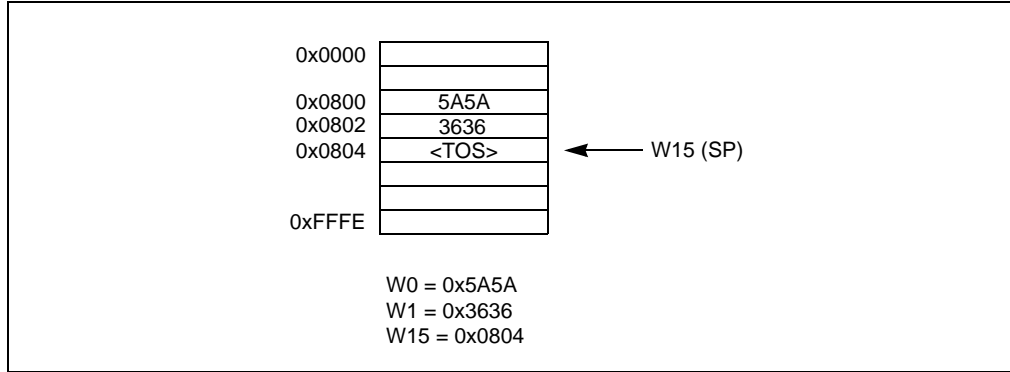 0x0000
0x0800 5A5A
0x0802 3636
0x0804 <TOS> W15 (SP)
0xFFFE
W0 = 0x5A5A
W1 = 0x3636
W15 = 0x0804